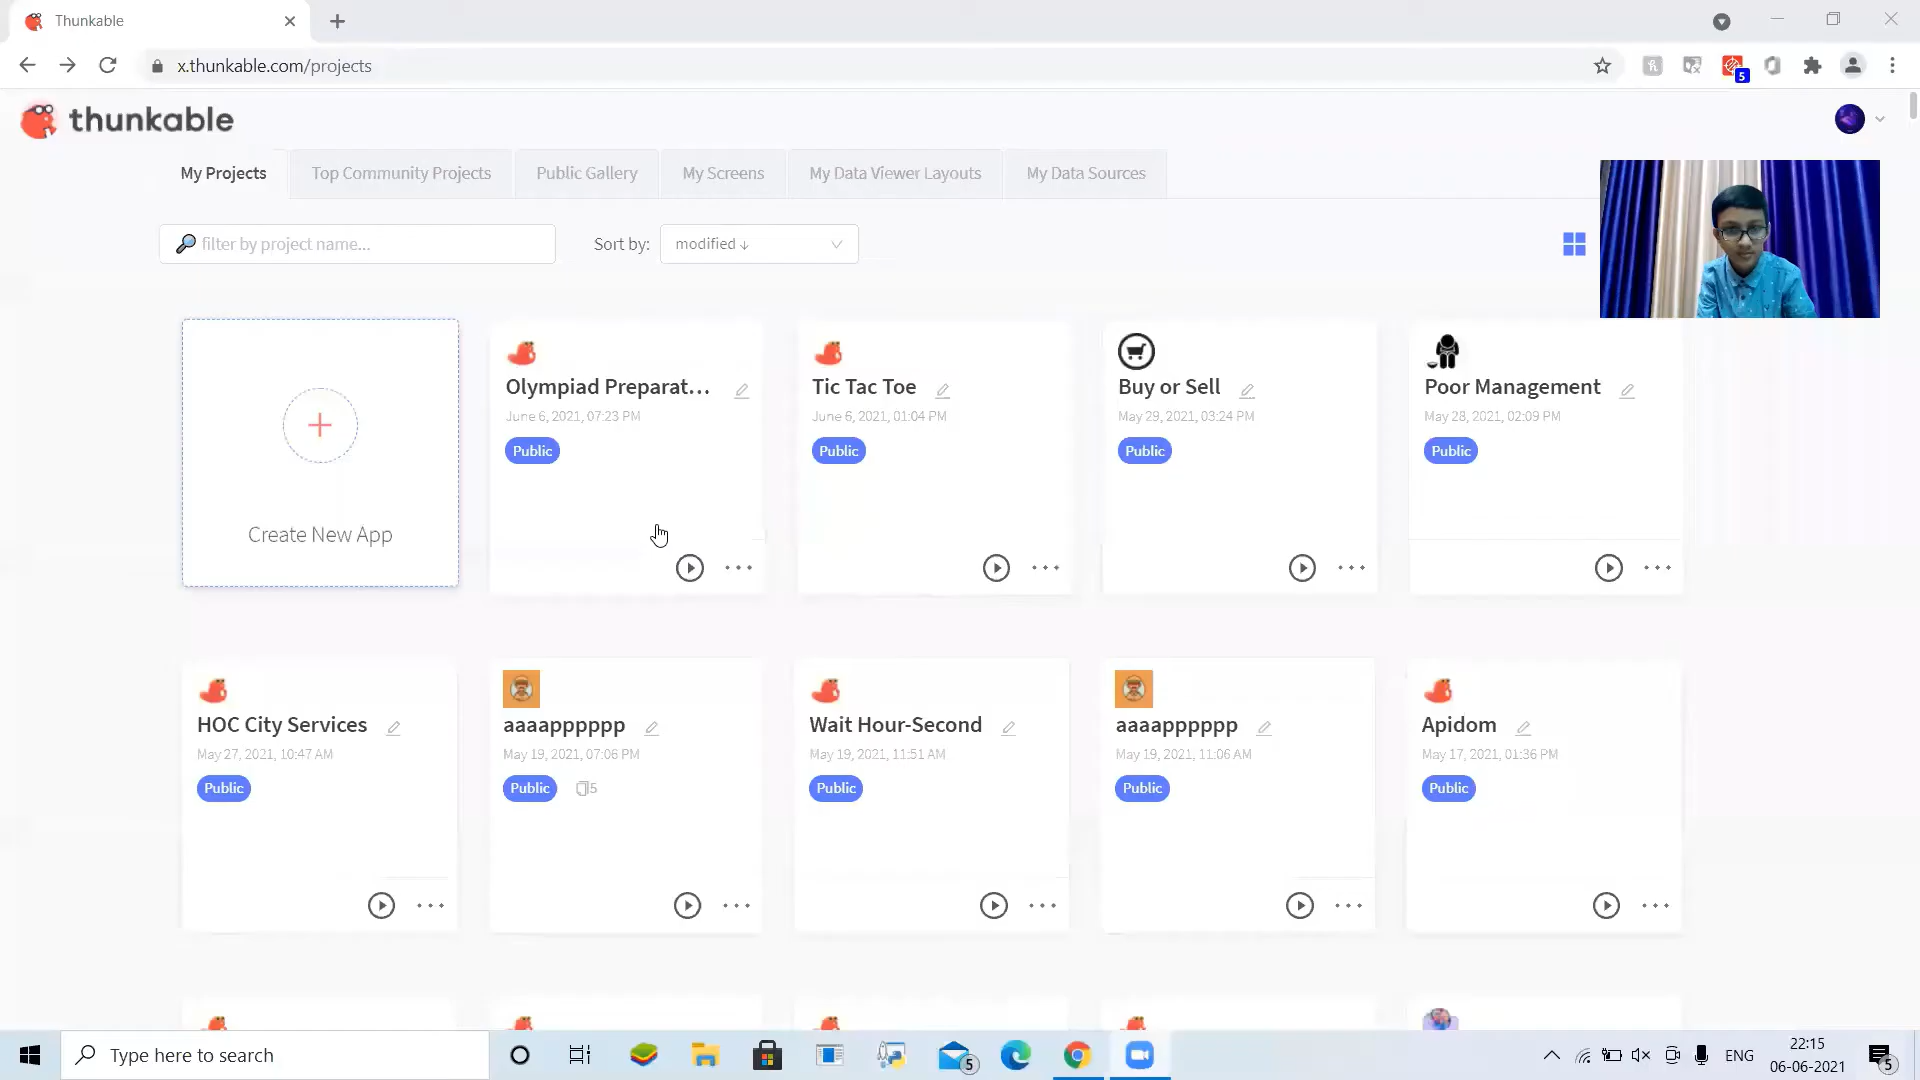 Thunkable
x.thunkable.com/projects
5
thunkable
My Projects
Top Community Projects
Public Gallery
My Screens
My Data Viewer Layouts
My Data Sources
filter by project name...
Sort by:
modified ↓
Create New App
Olympiad Preparat...
June 6, 2021, 07:23 PM
Public
Tic Tac Toe
June 6, 2021, 01:04 PM
Public
Buy or Sell
May 29, 2021, 03:24 PM
Public
Poor Management
May 28, 2021, 02:09 PM
Public
HOC City Services
May 27, 2021, 10:47 AM
Public
aaaapppppp
May 19, 2021, 07:06 PM
Public
5
Wait Hour-Second
May 19, 2021, 11:51 AM
Public
aaaapppppp
May 19, 2021, 11:06 AM
Public
Apidom
May 17, 2021, 01:36 PM
Public
Type here to search
5
ENG
22:15
06-06-2021
5